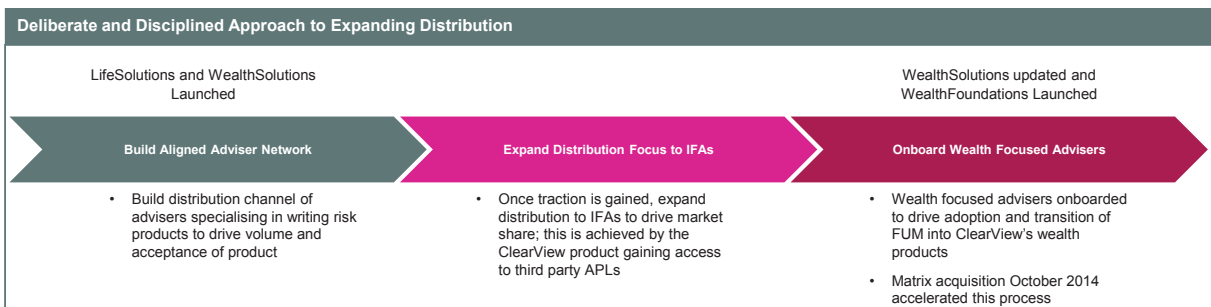 Deliberate and Disciplined Approach to Expanding Distribution
LifeSolutions and WealthSolutions
Launched
WealthSolutions updated and
WealthFoundations Launched
Build Aligned Adviser Network
Expand Distribution Focus to IFAs
Onboard Wealth Focused Advisers
• Build distribution channel of
advisers specialising in writing risk
products to drive volume and
acceptance of product
• Once traction is gained, expand
distribution to IFAs to drive market
share; this is achieved by the
ClearView product gaining access
to third party APLs
• Wealth focused advisers onboarded
to drive adoption and transition of
FUM into ClearView's wealth
products
• Matrix acquisition October 2014
accelerated this process